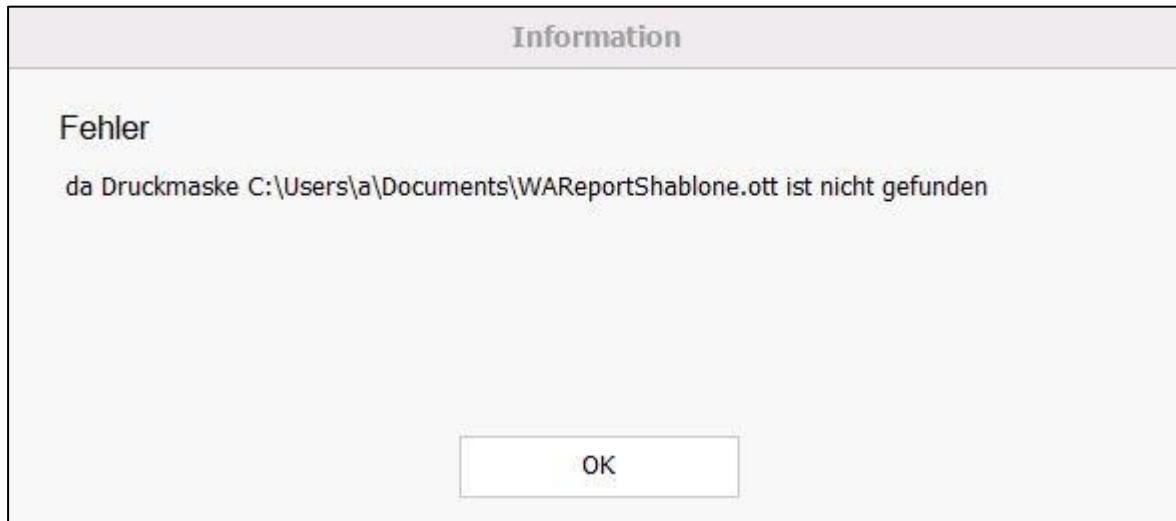 Information
Fehler
da Druckmaske C:\Users\a\Documents\WAReportShablone.ott ist nicht gefunden
OK